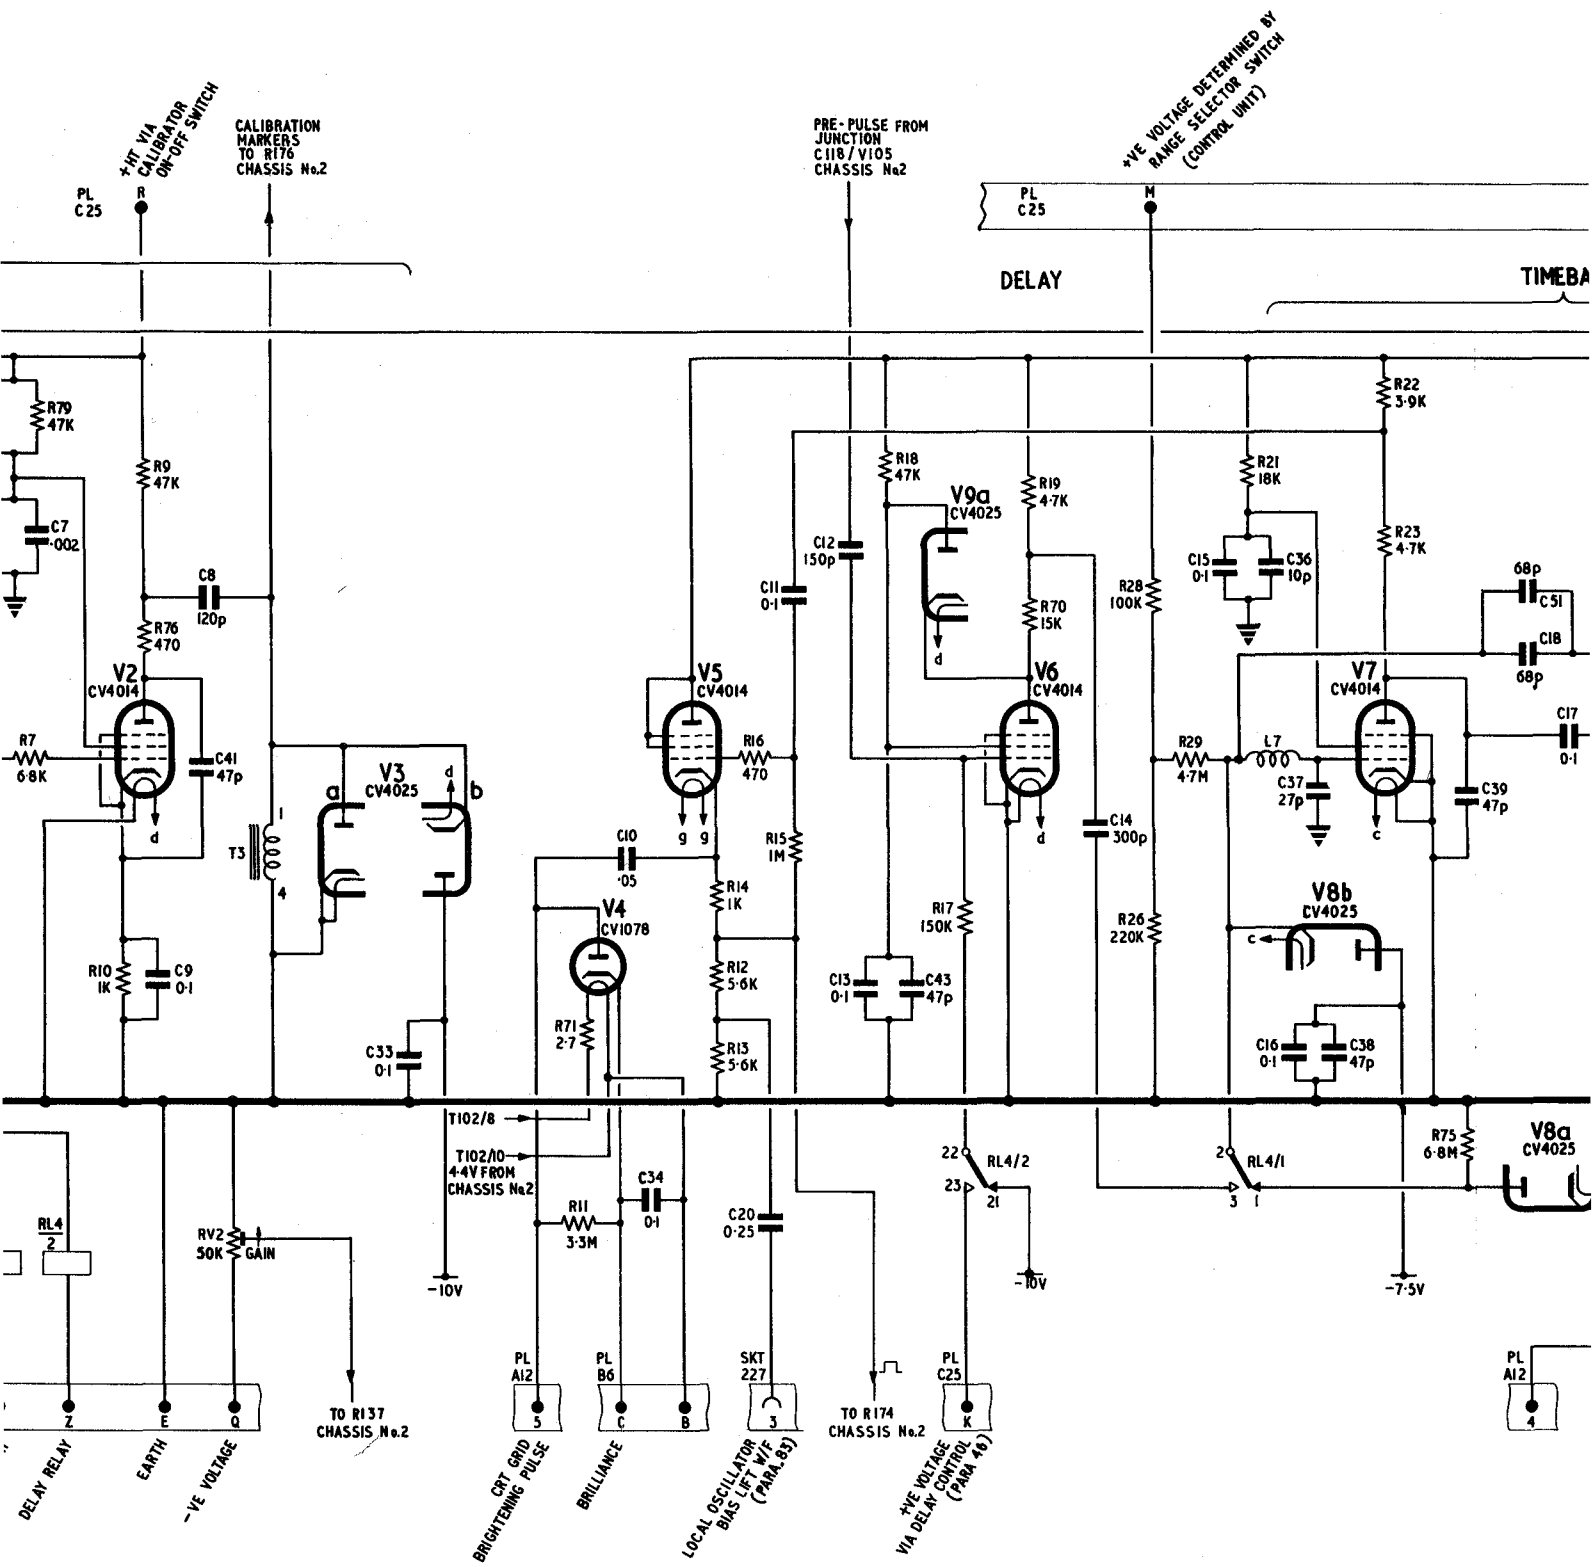 +HT VIA
CALIBRATOR
ON-OFF SWITCH
PL
C25
R
CALIBRATION
MARKERS
TO R176
CHASSIS No.2
PRE-PULSE FROM
JUNCTION
C118/V105
CHASSIS No2
+VE VOLTAGE DETERMINED BY
RANGE SELECTOR SWITCH
(CONTROL UNIT)
PL
C25
M
DELAY
TIMEBA
R79
47K
R9
47K
C7
.002
C8
120p
R76
470
V2
CV4014
R7
6.8K
C41
47p
d
V3
CV4025
a
b
d
T3
1
4
R10
1K
C9
0.1
C33
0.1
-10V
V5
CV4014
R16
470
g
g
C10
.05
R14
1K
V4
CV1078
R12
5.6K
R71
2.7
R13
5.6K
C11
0.1
R15
1M
C12
150p
R18
47K
V9a
CV4025
d
R19
4.7K
R70
15K
V6
CV4014
d
C14
300p
R17
150K
C13
0.1
C43
47p
R28
100K
R29
4.7M
R26
220K
R21
18K
C15
0.1
C36
10p
R22
3.9K
R23
4.7K
68p
C51
C18
68p
V7
CV4014
L7
C37
27p
c
C39
47p
C17
0.1
V8b
CV4025
c
C16
0.1
C38
47p
T102/8
T102/10
4.4V FROM
CHASSIS No2
C34
0.1
R11
3.3M
C20
0.25
22
RL4/2
23
21
-10V
2
RL4/1
3
1
R75
6.8M
V8a
CV4025
-7.5V
RL4
2
RV2
50K
GAIN
Z
E
Q
TO R137
CHASSIS No.2
PL
A12
5
PL
B6
C
B
SKT
227
3
TO R174
CHASSIS No.2
PL
C25
K
PL
A12
4
DELAY RELAY
EARTH
-VE VOLTAGE
CRT GRID
BRIGHTENING PULSE
BRILLIANCE
LOCAL OSCILLATOR
BIAS LIFT W/F
(PARA.83)
+VE VOLTAGE
VIA DELAY CONTROL
(PARA 46)